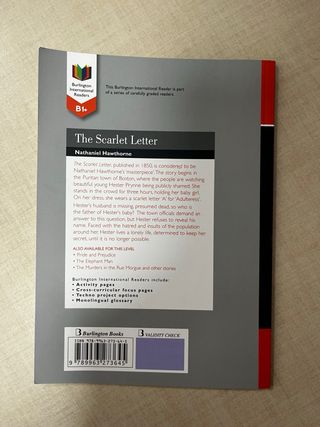 Burlington
International
Readers
B1+
This Burlington International Reader is part
of a series of carefully graded readers.
The Scarlet Letter
Nathaniel Hawthorne
The Scarlet Letter, published in 1850, is considered to be
Nathaniel Hawthorne's 'masterpiece'. The story begins in
the Puritan town of Boston, where the people are watching
beautiful young Hester Prynne being publicly shamed. She
stands in the crowd for three hours, holding her baby girl.
On her dress, she wears a scarlet letter 'A' for 'Adulteress'.
Hester's husband is missing, presumed dead, so who is
the father of Hester's baby? The town officials demand an
answer to this question, but Hester refuses to reveal his
name. Faced with the hatred and insults of the population
around her, Hester lives a lonely life, determined to keep her
secret, until it is no longer possible.
ALSO AVAILABLE FOR THIS LEVEL
• Pride and Prejudice
• The Elephant Man
• The Murders in the Rue Morgue and other stories
Burlington International Readers include:
• Activity pages
• Cross-curricular focus pages
• Techno project options
• Monolingual glossary
Burlington Books
VALIDITY CHECK
ISBN 978-9963-273-64-5
9 789963 273645